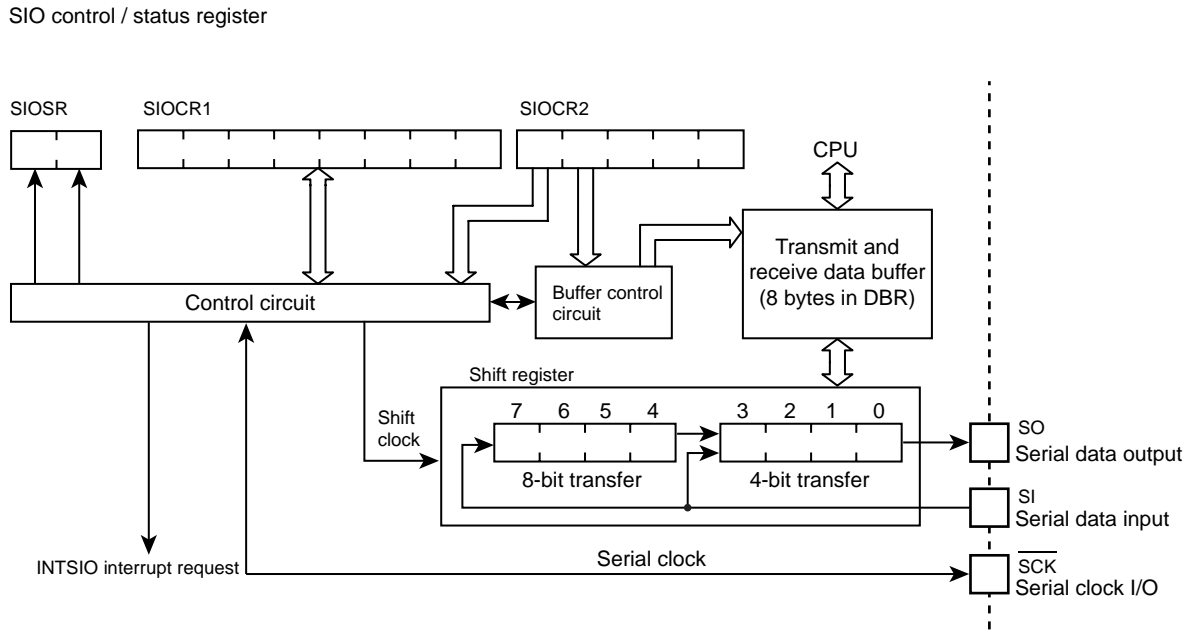 SIO control / status register
SIOSR
SIOCR1
SIOCR2
CPU
Transmit and
receive data buffer
(8 bytes in DBR)
Control circuit
Buffer control
circuit
Shift register
Shift
clock
7 6 5 4
3 2 1 0
8-bit transfer
4-bit transfer
SO
Serial data output
SI
Serial data input
INTSIO interrupt request
Serial clock
SCK
Serial clock I/O